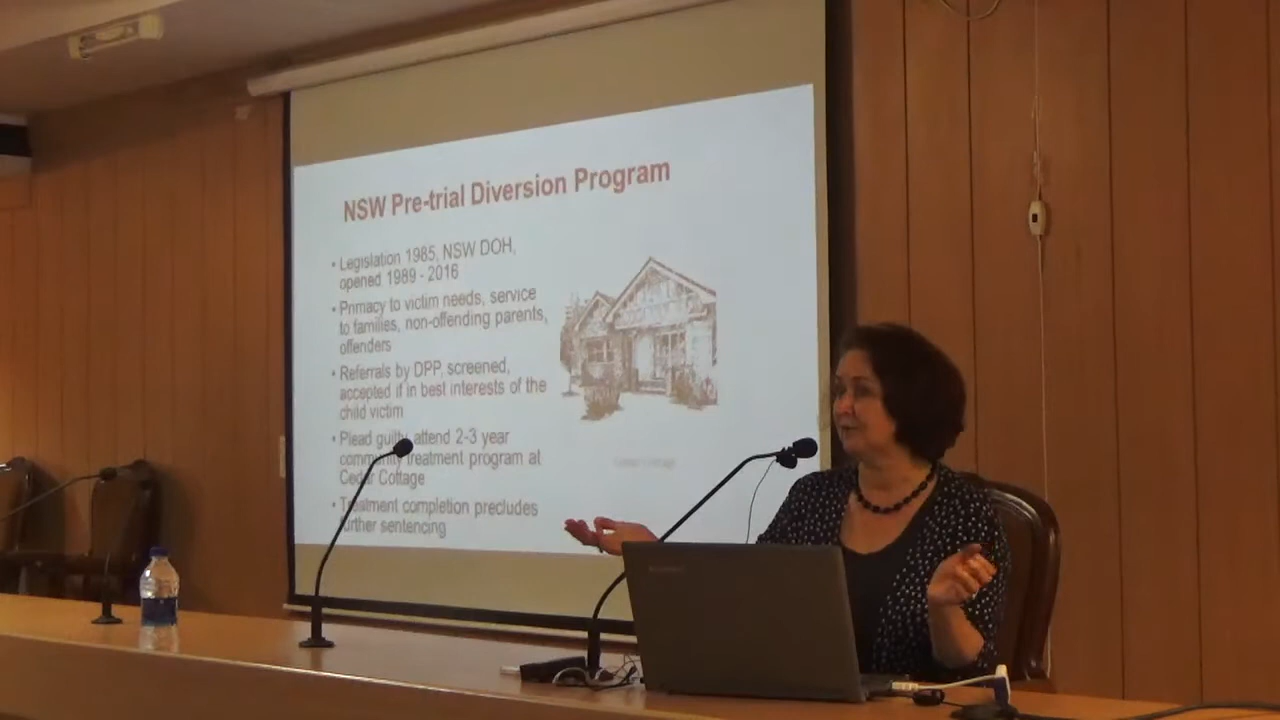 NSW Pre-trial Diversion Program
• Legislation 1985, NSW DOH,
opened 1989 - 2016
• Primacy to victim needs, service
to families, non-offending parents,
offenders
• Referrals by DPP, screened,
accepted if in best interests of the
child victim
• Plead guilty, attend 2-3 year
community treatment program at
Cedar Cottage
• Treatment completion precludes
further sentencing